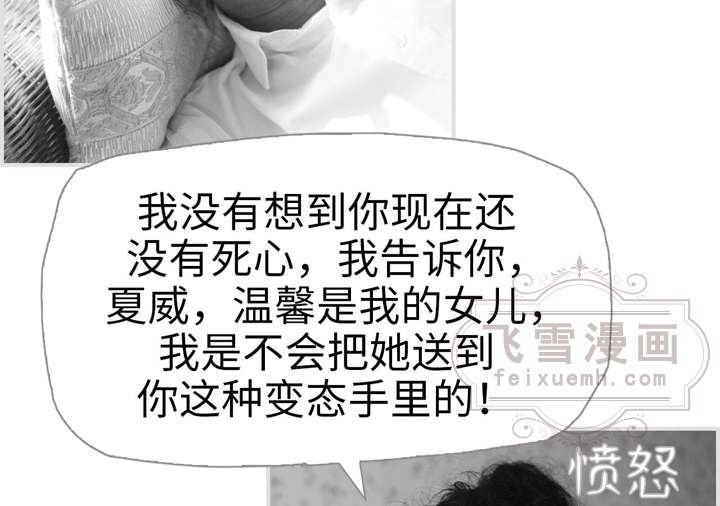 我没有想到你现在还
没有死心，我告诉你，
夏威，温馨是我的女儿，
我是不会把她送到
你这种变态手里的！
飞雪漫画
feixuemh.com
愤怒